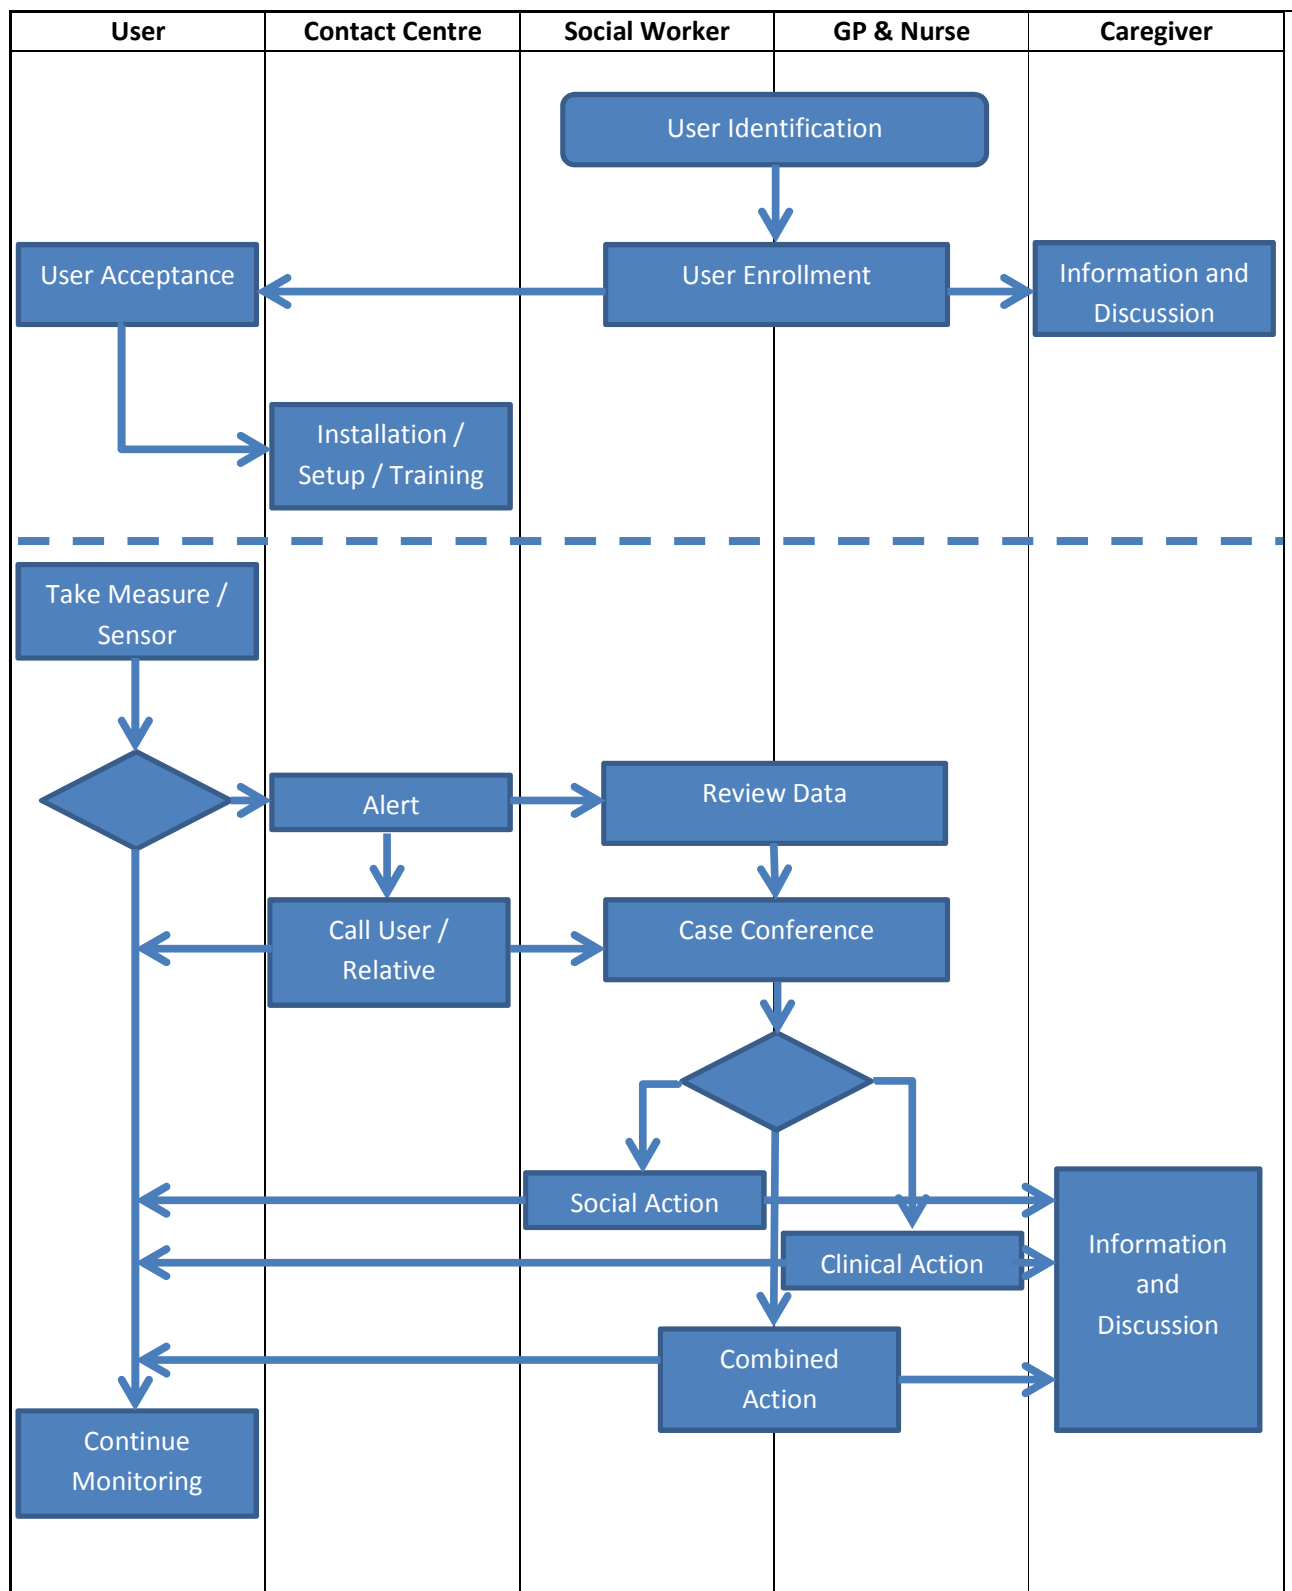 User
Contact Centre
Social Worker
GP & Nurse
Caregiver
User Identification
User Acceptance
User Enrollment
Information and
Discussion
Installation /
Setup / Training
Take Measure /
Sensor
Alert
Review Data
Call User /
Relative
Case Conference
Social Action
Clinical Action
Information
and
Discussion
Combined
Action
Continue
Monitoring